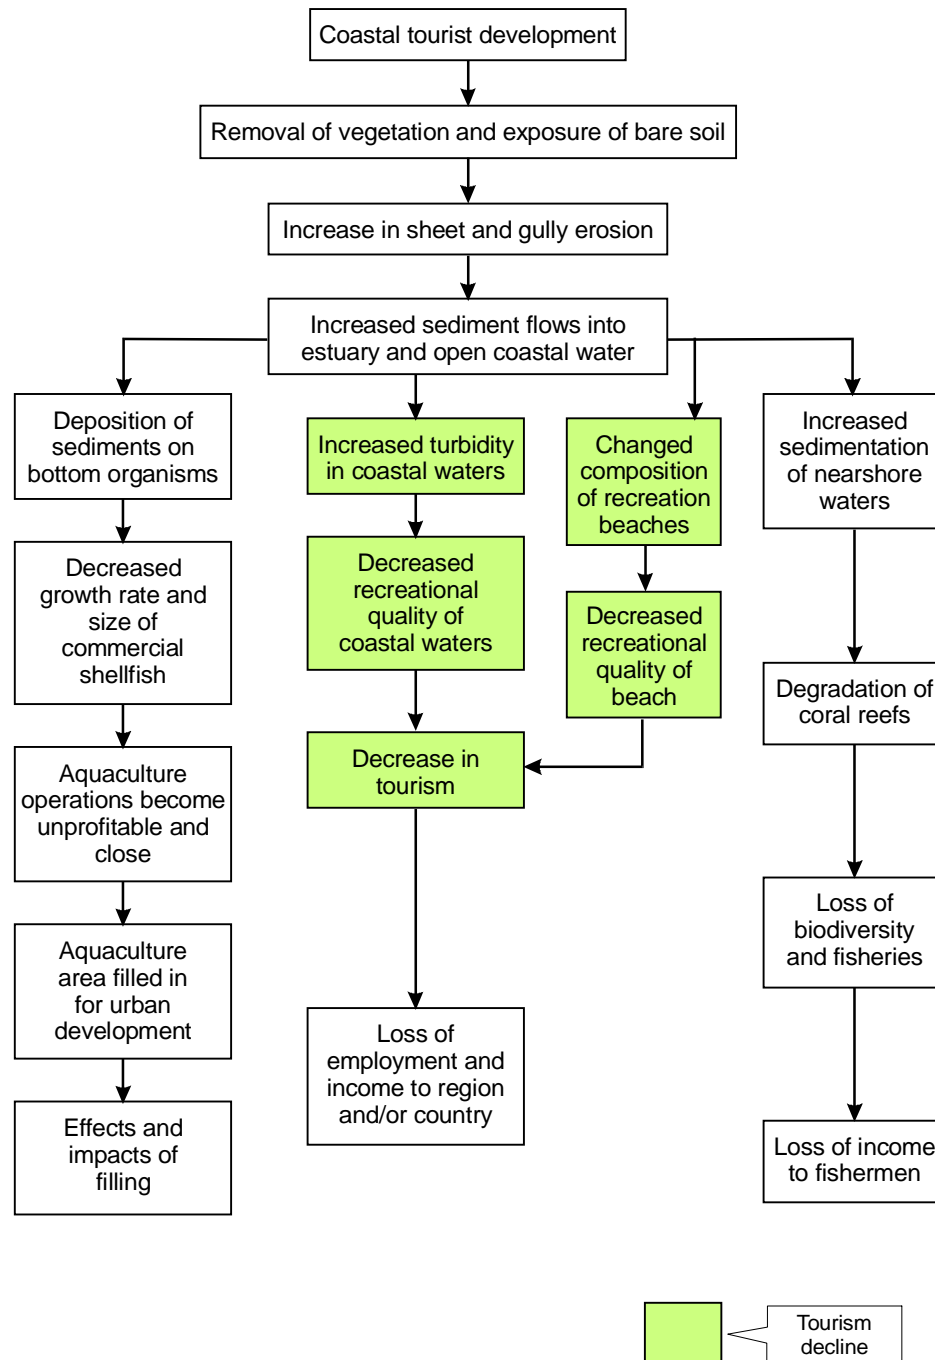 Coastal tourist development
Removal of vegetation and exposure of bare soil
Increase in sheet and gully erosion
Increased sediment flows into
estuary and open coastal water
Deposition of
sediments on
bottom organisms
Decreased
growth rate and
size of
commercial
shellfish
Aquaculture
operations become
unprofitable and
close
Aquaculture
area filled in
for urban
development
Effects and
impacts of
filling
Increased turbidity
in coastal waters
Decreased
recreational
quality of
coastal waters
Decrease in
tourism
Loss of
employment and
income to region
and/or country
Changed
composition
of recreation
beaches
Decreased
recreational
quality of
beach
Increased
sedimentation
of nearshore
waters
Degradation of
coral reefs
Loss of
biodiversity
and fisheries
Loss of income
to fishermen
Tourism
decline